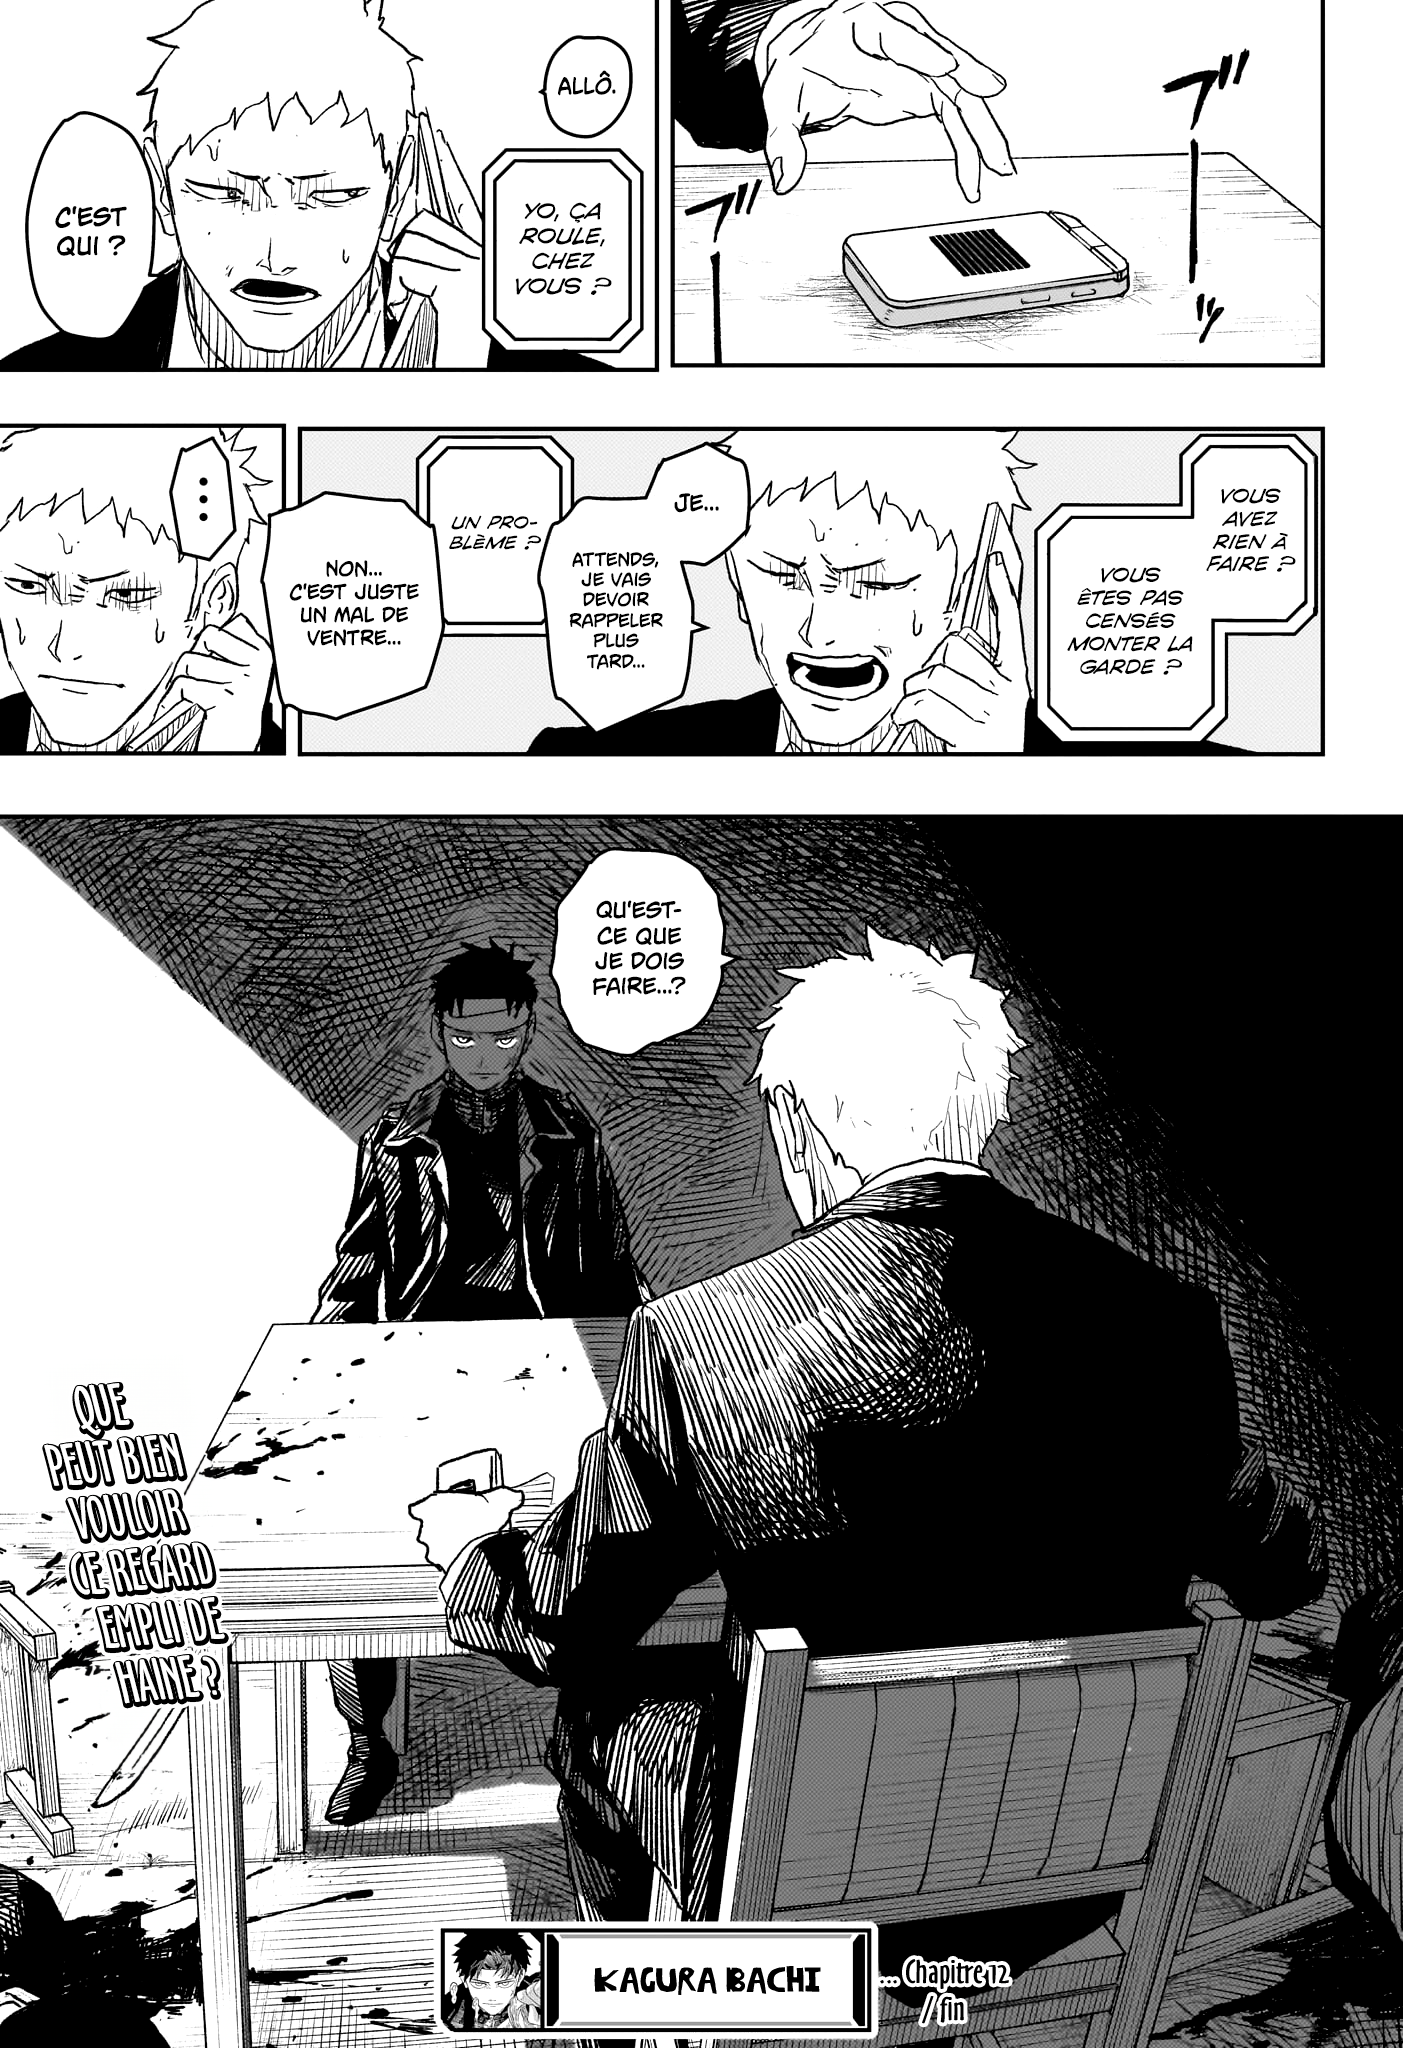 ブブ
ブブ
ッ
ALLÔ.
YO, ÇA
ROULE,
CHEZ
VOUS ?
C'EST
QUI ?
VOUS
AVEZ
RIEN À
FAIRE ?
VOUS
ÊTES PAS
CENSÉS
MONTER LA
GARDE ?
JE...
ATTENDS,
JE VAIS
DEVOIR
RAPPELER
PLUS
TARD...
UN PRO-
BLÈME ?
NON...
C'EST JUSTE
UN MAL DE
VENTRE...
...
QU'EST-
CE QUE
JE DOIS
FAIRE...?
QUE
PEUT BIEN
VOULOIR
CE REGARD
EMPLI DE
HAINE ?
KAGURA BACHI
... Chapitre 12
/ fin